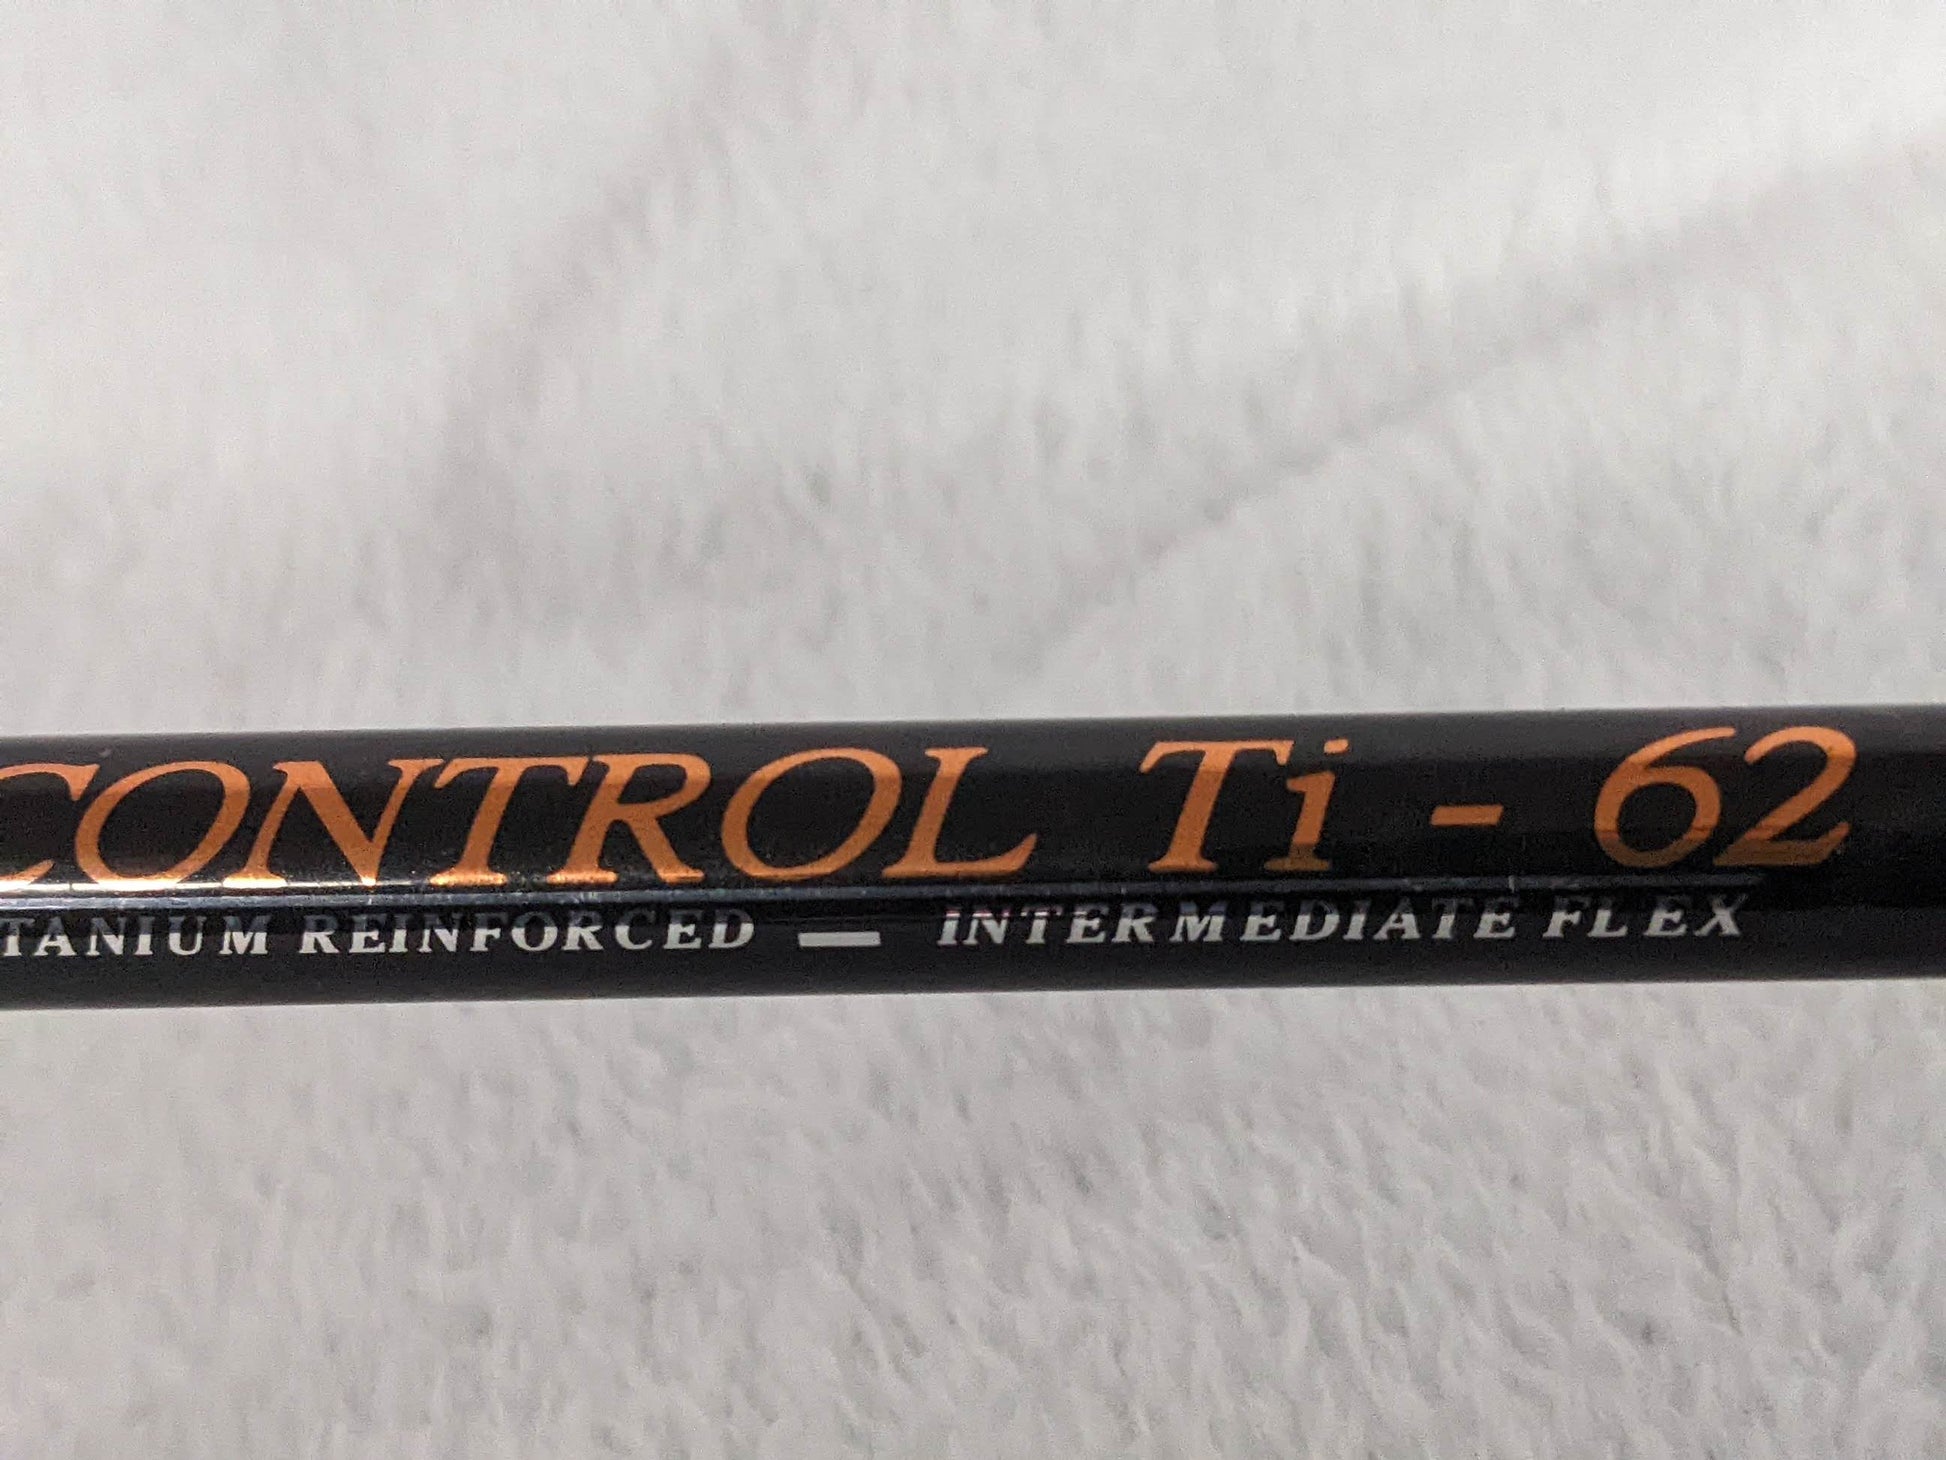 CONTROL Ti - 62
TANIUM REINFORCED — INTERMEDIATE FLEX